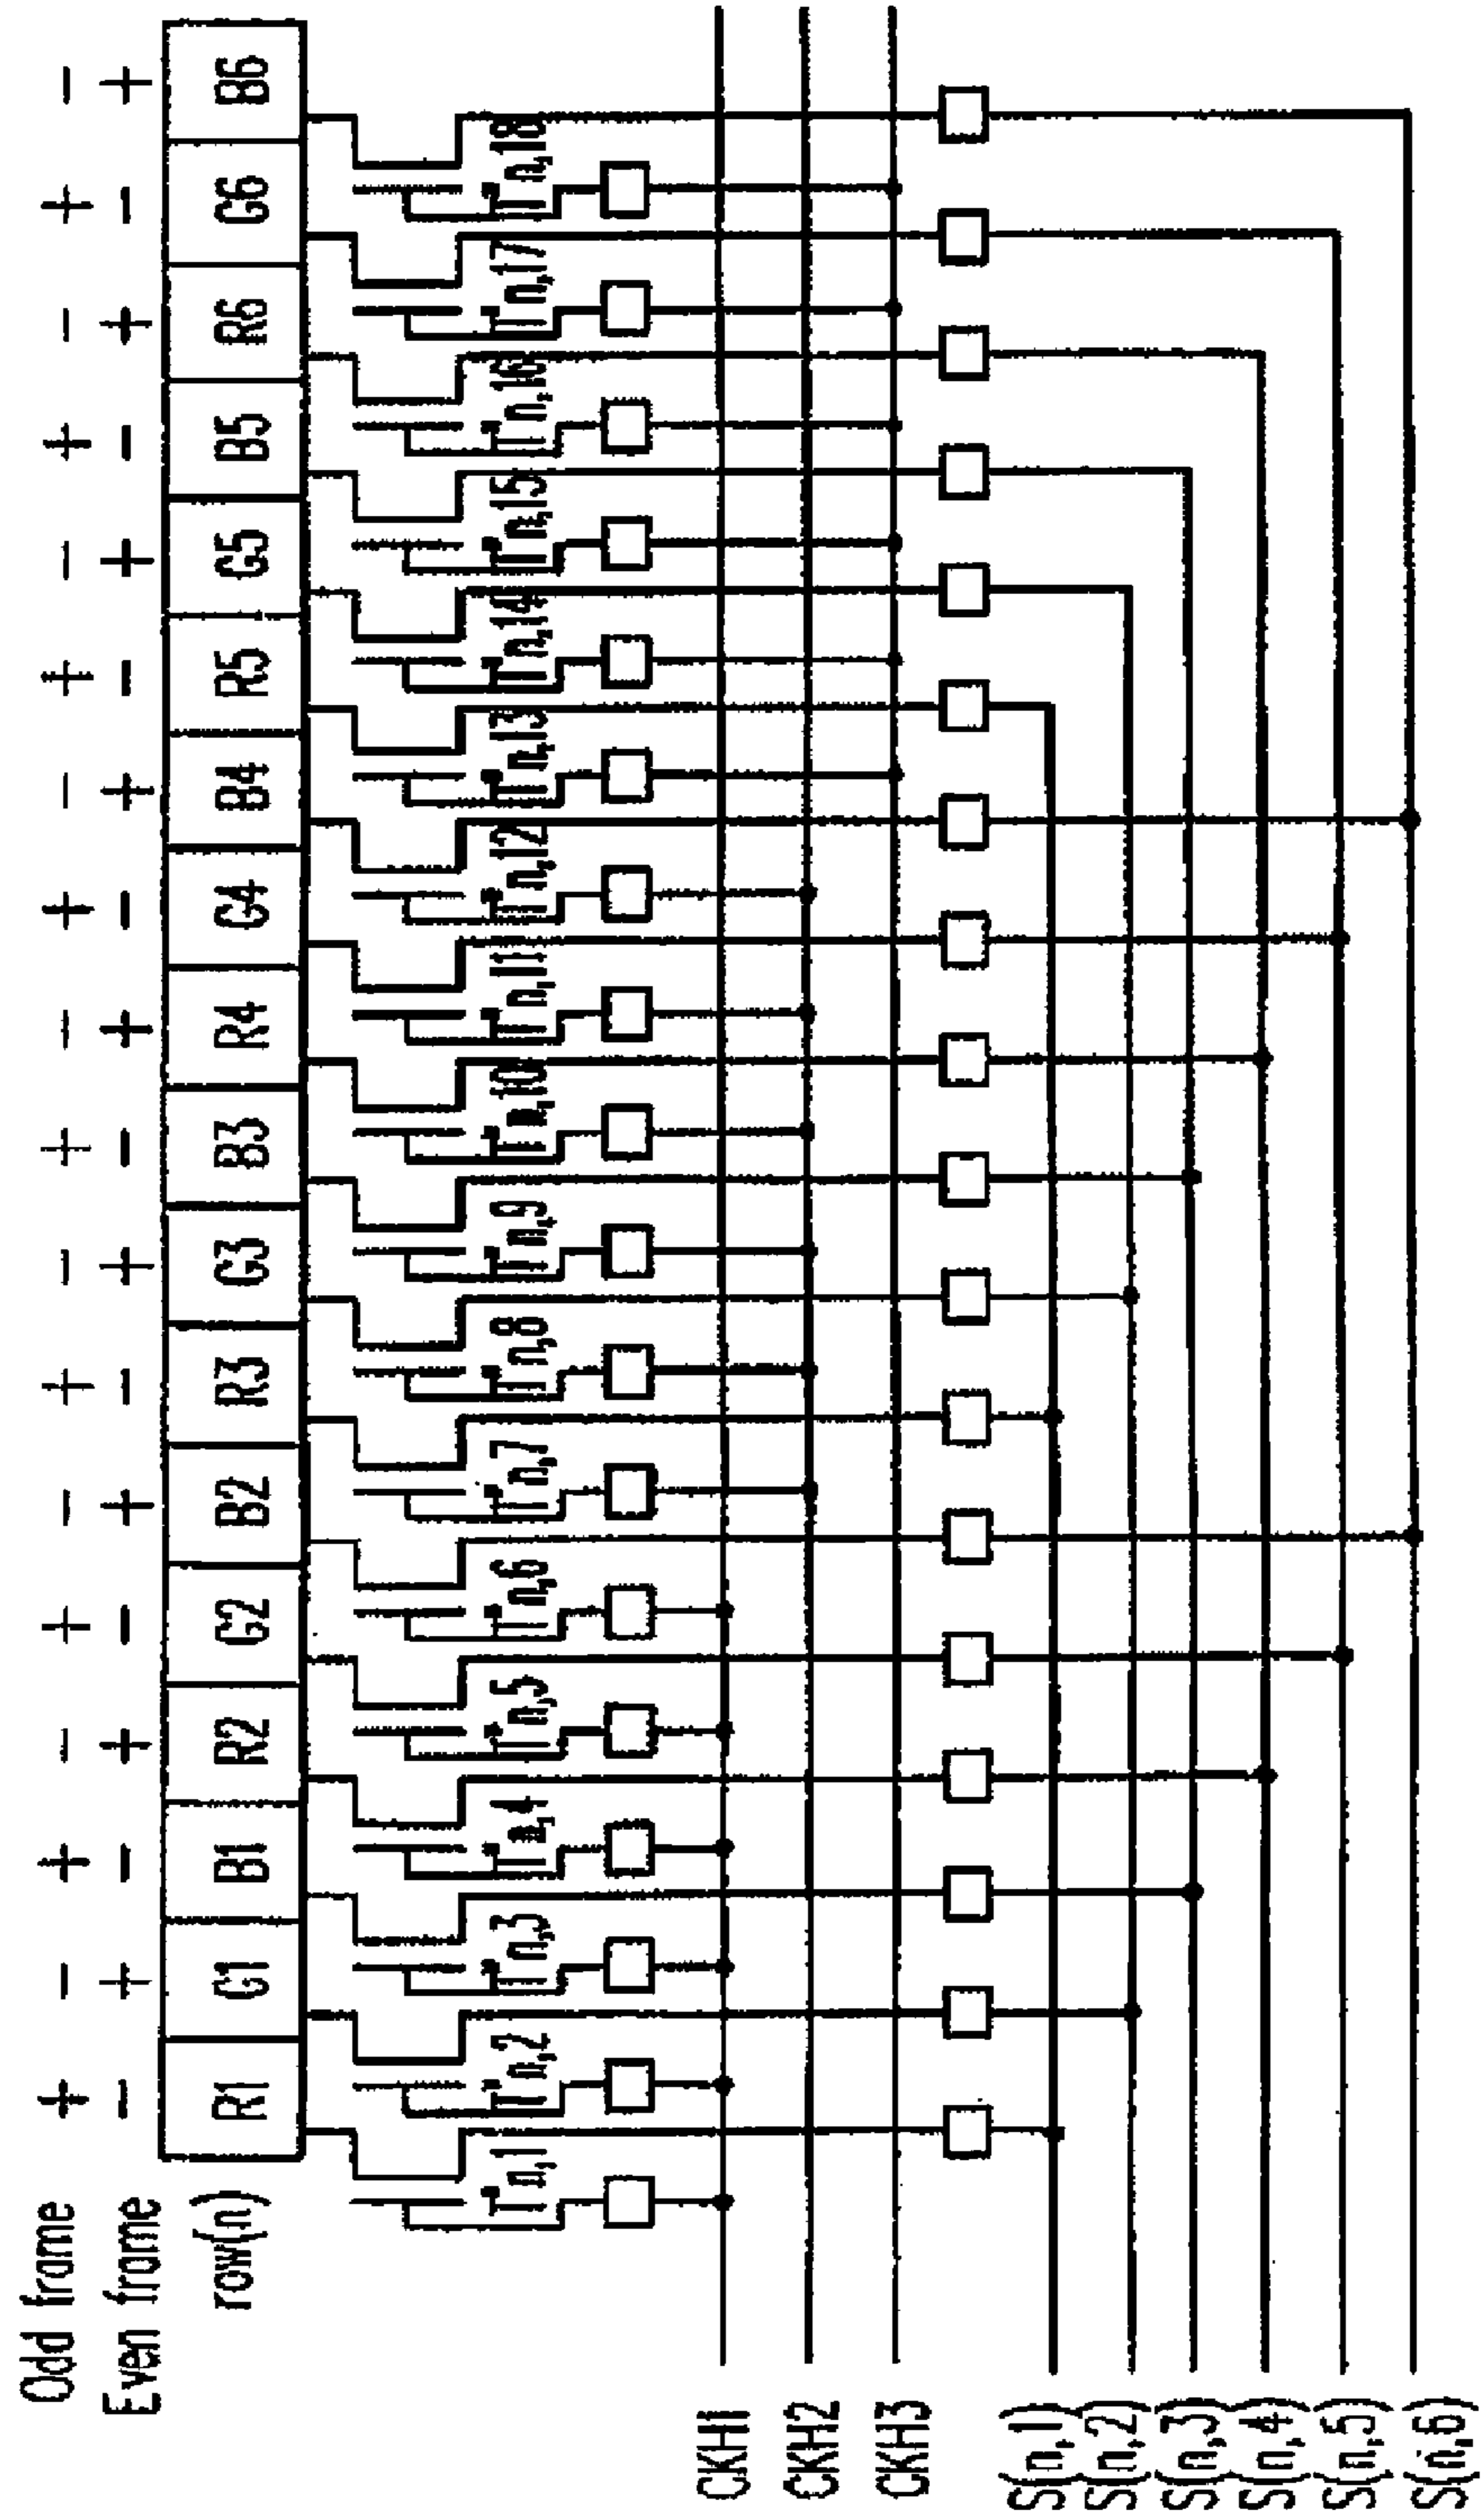 Odd frame + - + - + - + - + - + - + - + - + -
Even frame - + - + - + - + - + - + - + - + - +
row(n) R1 G1 B1 R2 G2 B2 R3 G3 B3 R4 G4 B4 R5 G5 B5 R6 G6 B6
Tn,1 Tn,2 Tn,3 Tn,4 Tn,5 Tn,6 Tn,7 Tn,8 Tn,9 Tn,10 Tn,11 Tn,12 Tn,13 Tn,14 Tn,15 Tn,16 Tn,17 Tn,18
CKH1
CKH2
CKH3
S(n,1)
S(n,2)
S(n,3)
S(n,4)
S(n,5)
S(n,6)